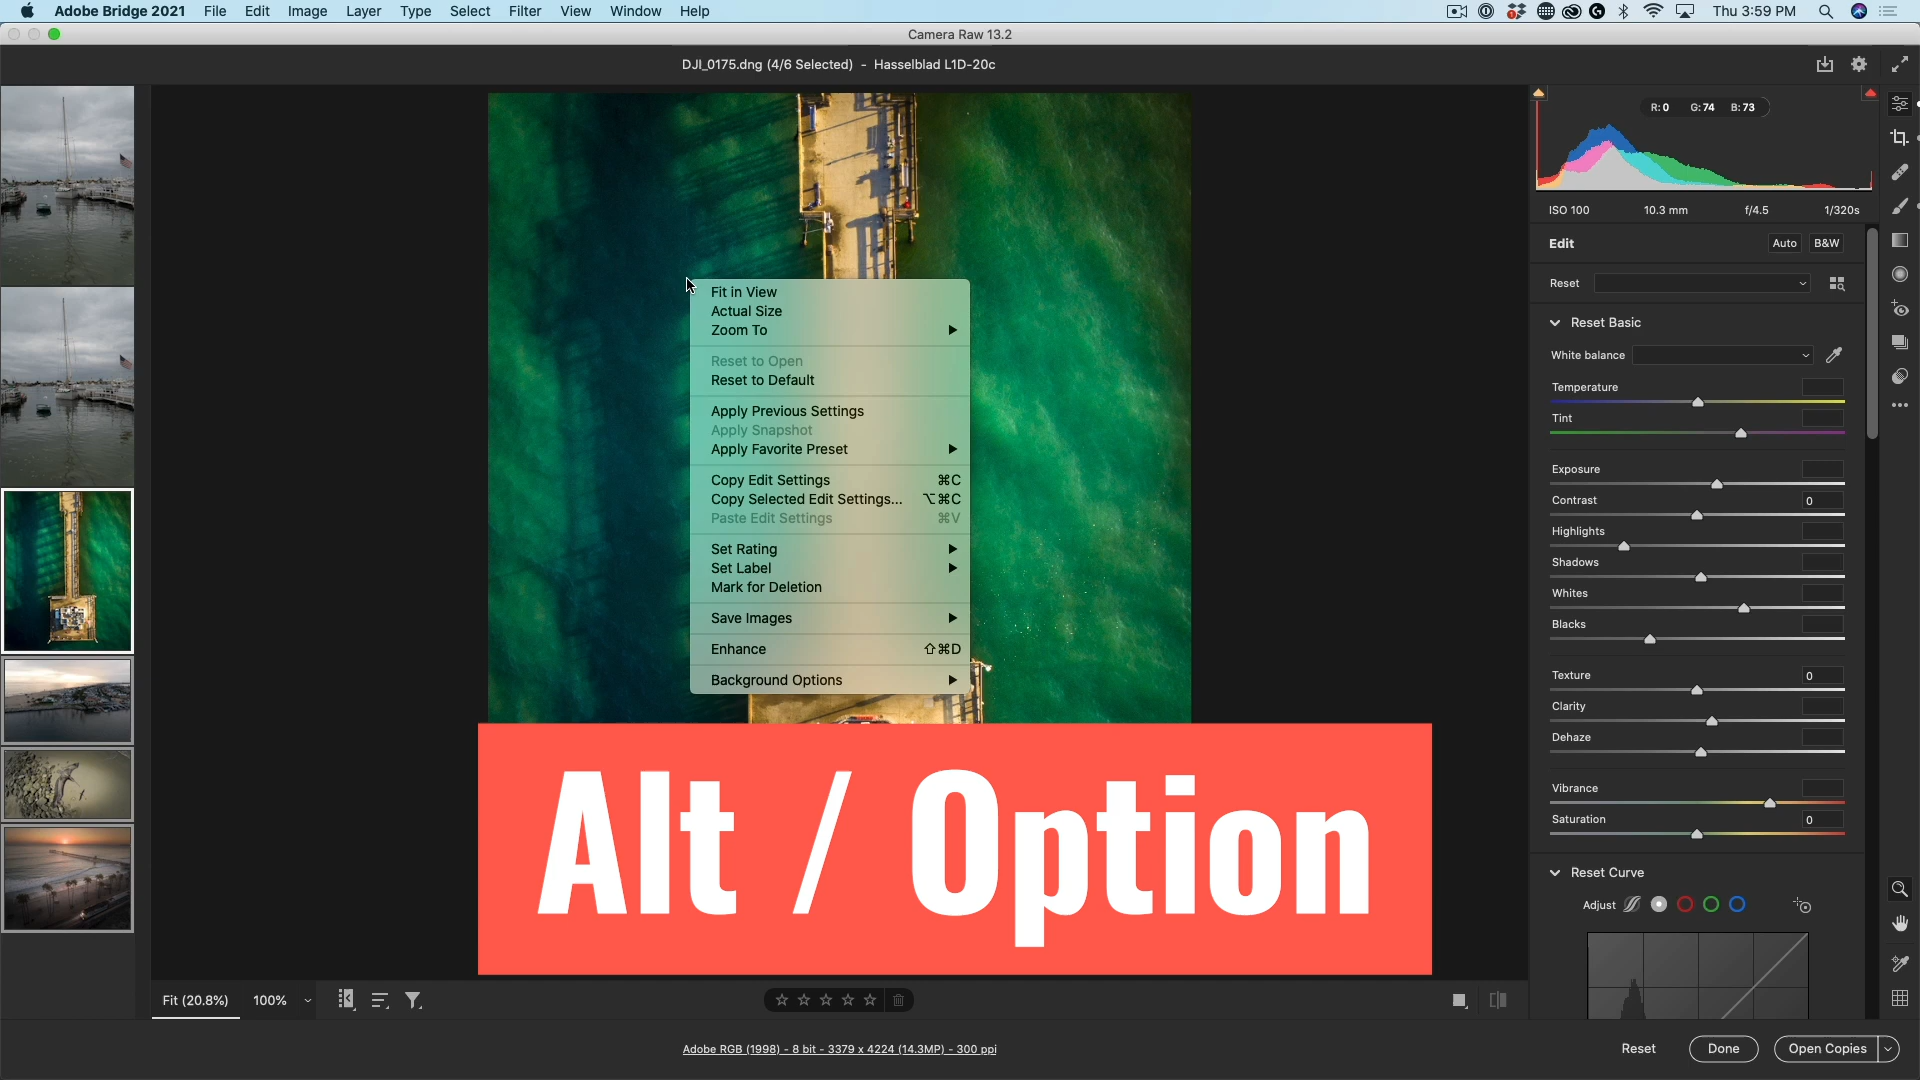 Adobe Bridge 2021 File Edit Image Layer Type Select Filter View Window Help Thu 3:59 PM
Camera Raw 13.2
DJI_0175.dng (4/6 Selected) - Hasselblad L1D-20c
R: 0 G: 74 B: 73
ISO 100 10.3 mm f/4.5 1/320s
Edit Auto B&W
Reset
Reset Basic
White balance
Temperature
Tint
Exposure
Contrast 0
Highlights
Shadows
Whites
Blacks
Texture 0
Clarity
Dehaze
Vibrance
Saturation 0
Reset Curve
Adjust
Fit in View
Actual Size
Zoom To
Reset to Open
Reset to Default
Apply Previous Settings
Apply Snapshot
Apply Favorite Preset
Copy Edit Settings ⌘C
Copy Selected Edit Settings... ⌥⌘C
Paste Edit Settings ⌘V
Set Rating
Set Label
Mark for Deletion
Save Images
Enhance ⇧⌘D
Background Options
Alt / Option
Fit (20.8%) 100%
Adobe RGB (1998) - 8 bit - 3379 x 4224 (14.3MP) - 300 ppi
Reset Done Open Copies